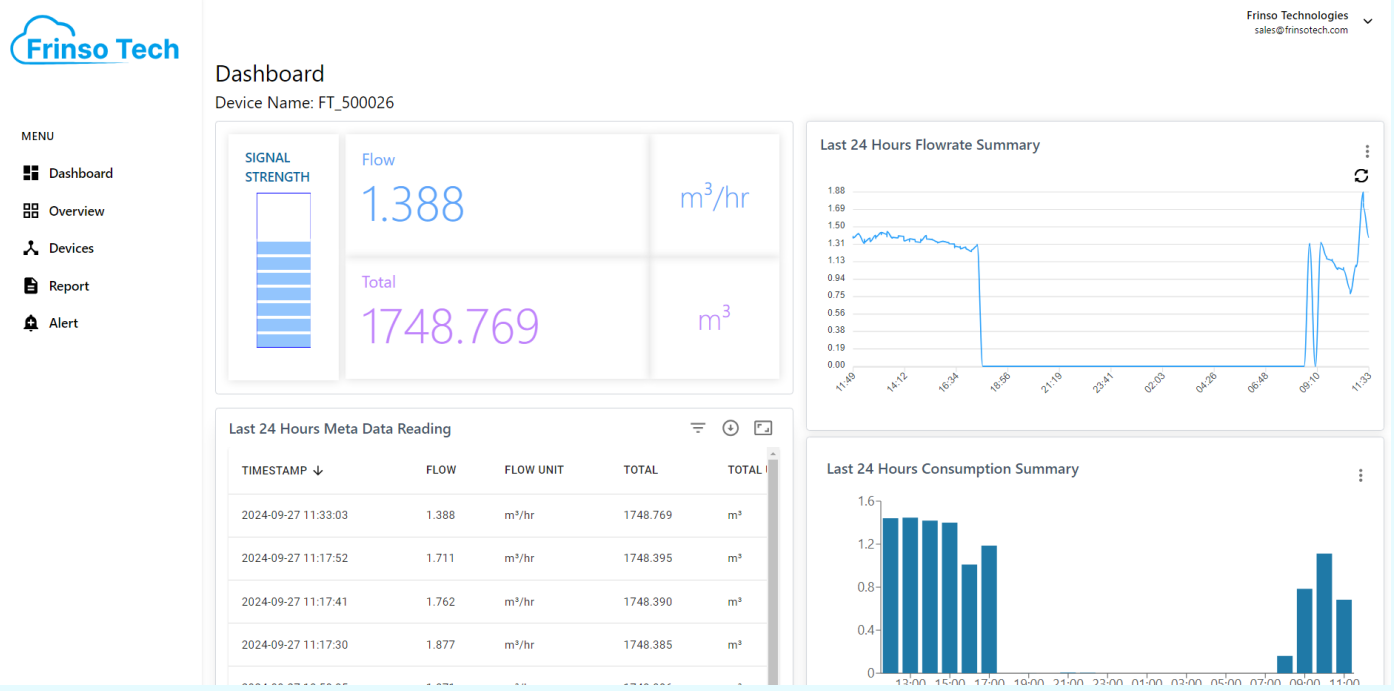 Frinso Tech
Frinso Technologies
sales@frinsotech.com
MENU
Dashboard
Overview
Devices
Report
Alert
Dashboard
Device Name: FT_500026
SIGNAL
STRENGTH
Flow
1.388
m³/hr
Total
1748.769
m³
Last 24 Hours Flowrate Summary
1.88
1.69
1.50
1.31
1.13
0.94
0.75
0.56
0.38
0.19
0.00
11:49 14:12 16:34 18:56 21:19 23:41 02:03 04:26 06:48 09:10 11:33
Last 24 Hours Meta Data Reading
TIMESTAMP ↓ FLOW FLOW UNIT TOTAL TOTAL
2024-09-27 11:33:03 1.388 m³/hr 1748.769 m³
2024-09-27 11:17:52 1.711 m³/hr 1748.395 m³
2024-09-27 11:17:41 1.762 m³/hr 1748.390 m³
2024-09-27 11:17:30 1.877 m³/hr 1748.385 m³
Last 24 Hours Consumption Summary
1.6
1.2
0.8
0.4
0
13:00 15:00 17:00 19:00 21:00 23:00 01:00 03:00 05:00 07:00 09:00 11:00